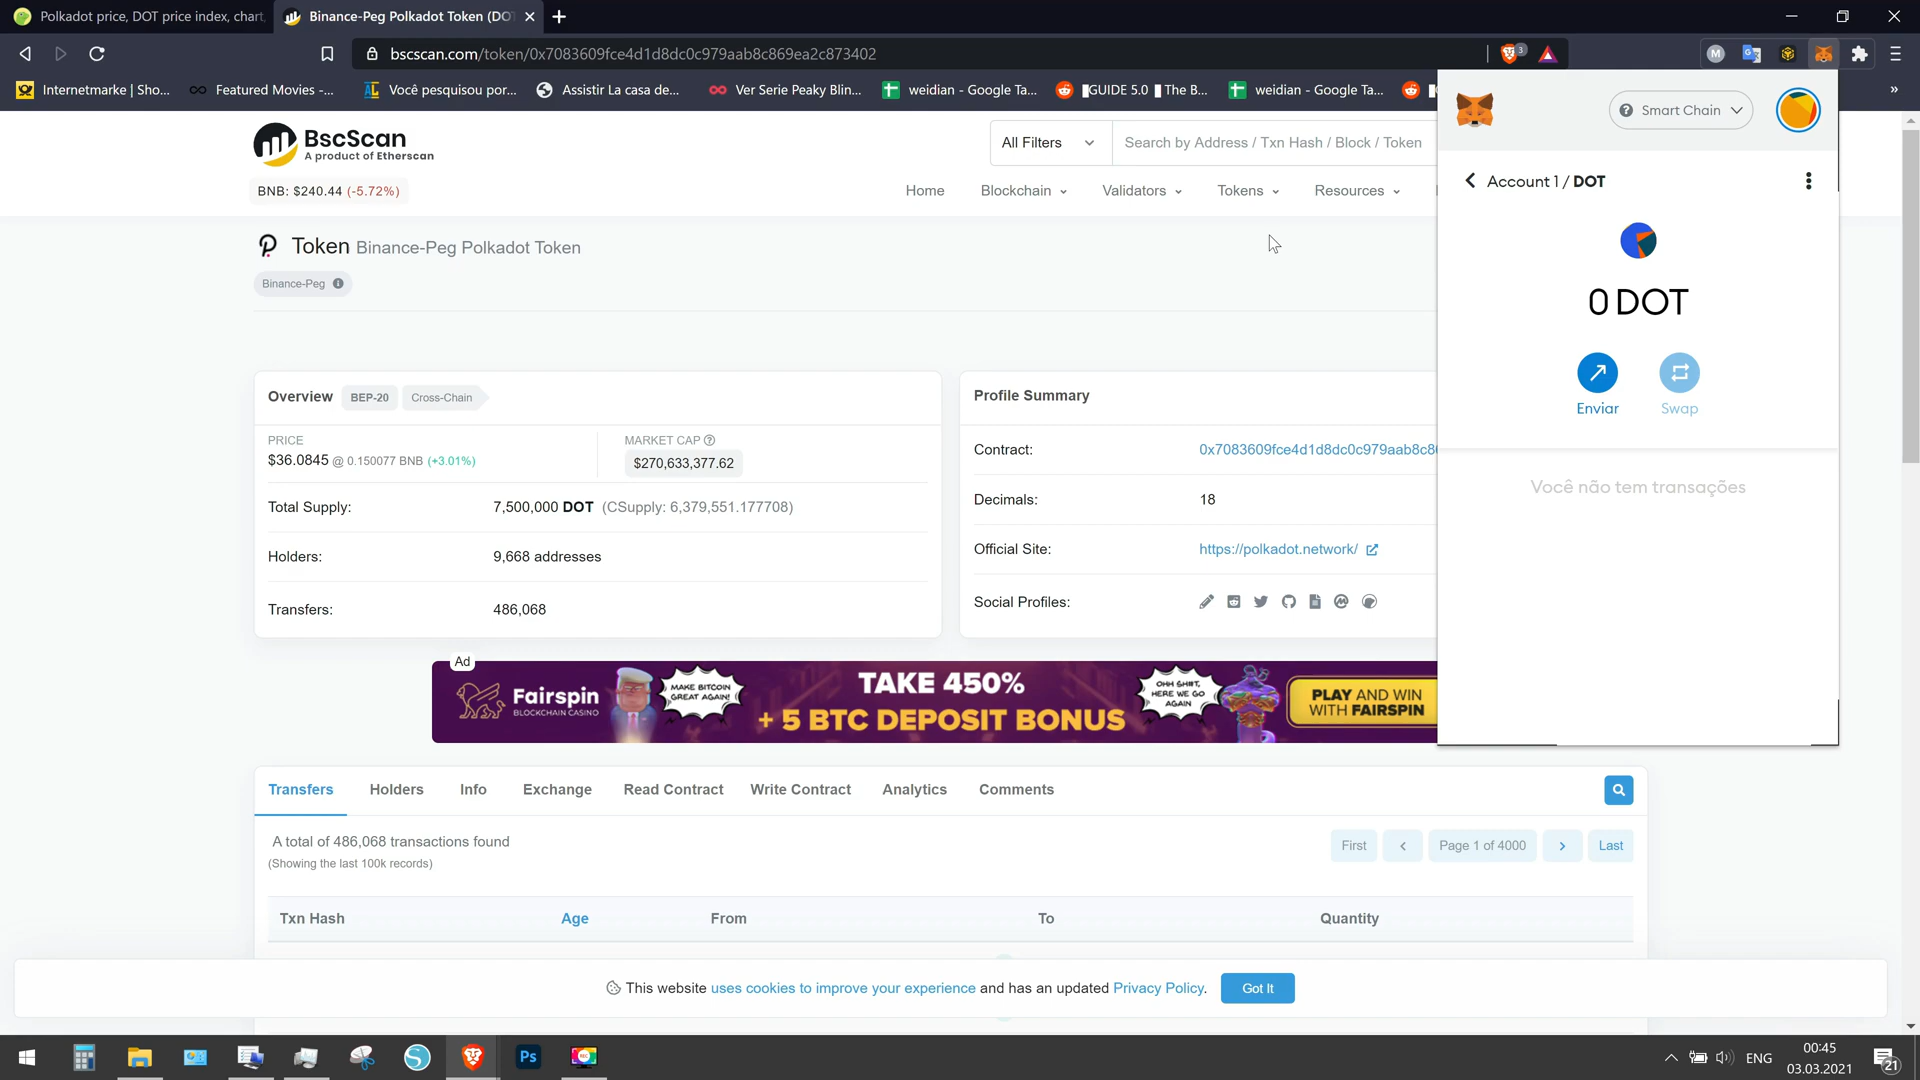 Polkadot price, DOT price index, chart,
Binance-Peg Polkadot Token (DO
bscscan.com/token/0x7083609fce4d1d8dc0c979aab8c869ea2c873402
3
M
Internetmarke | Sho...
Featured Movies -...
Você pesquisou por...
Assistir La casa de...
Ver Serie Peaky Blin...
weidian - Google Ta...
GUIDE 5.0 ▐ The B...
weidian - Google Ta...
»
BscScan
A product of Etherscan
All Filters
Search by Address / Txn Hash / Block / Token
BNB: $240.44 (-5.72%)
Home
Blockchain
Validators
Tokens
Resources
Token Binance-Peg Polkadot Token
Binance-Peg
Overview
BEP-20
Cross-Chain
PRICE
$36.0845 @ 0.150077 BNB (+3.01%)
MARKET CAP
$270,633,377.62
Total Supply:
7,500,000 DOT (CSupply: 6,379,551.177708)
Holders:
9,668 addresses
Transfers:
486,068
Profile Summary
Contract:
0x7083609fce4d1d8dc0c979aab8c8
Decimals:
18
Official Site:
https://polkadot.network/
Social Profiles:
Smart Chain
Account 1 / DOT
0 DOT
Enviar
Swap
Você não tem transações
Ad
Fairspin
BLOCKCHAIN CASINO
MAKE BITCOIN GREAT AGAIN!
TAKE 450%
+ 5 BTC DEPOSIT BONUS
OHH SH#T, HERE WE GO AGAIN
PLAY AND WIN
WITH FAIRSPIN
Transfers
Holders
Info
Exchange
Read Contract
Write Contract
Analytics
Comments
A total of 486,068 transactions found
(Showing the last 100k records)
First
Page 1 of 4000
Last
Txn Hash
Age
From
To
Quantity
This website uses cookies to improve your experience and has an updated Privacy Policy.
Got It
Ps
REC
ENG
00:45
03.03.2021
21